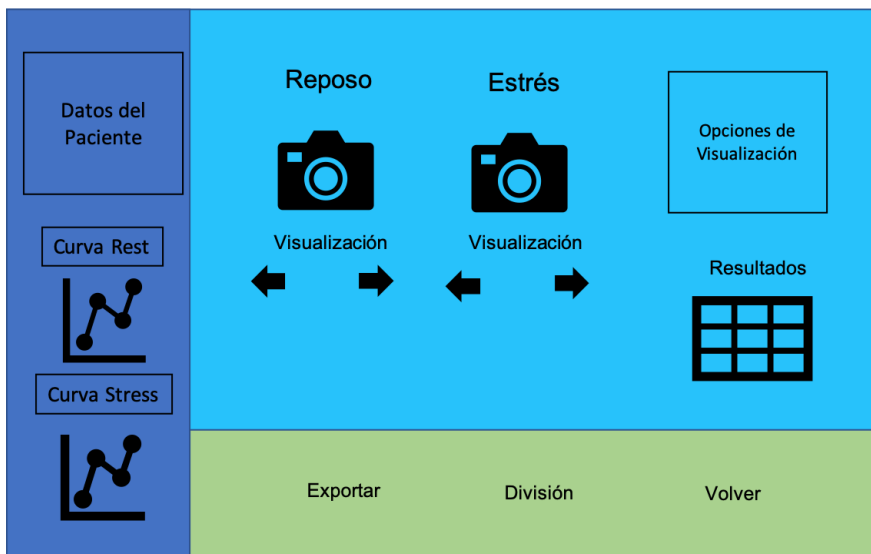 Datos del
Paciente
Curva Rest
Curva Stress
Reposo
Estrés
Visualización
Visualización
Opciones de
Visualización
Resultados
Exportar
División
Volver